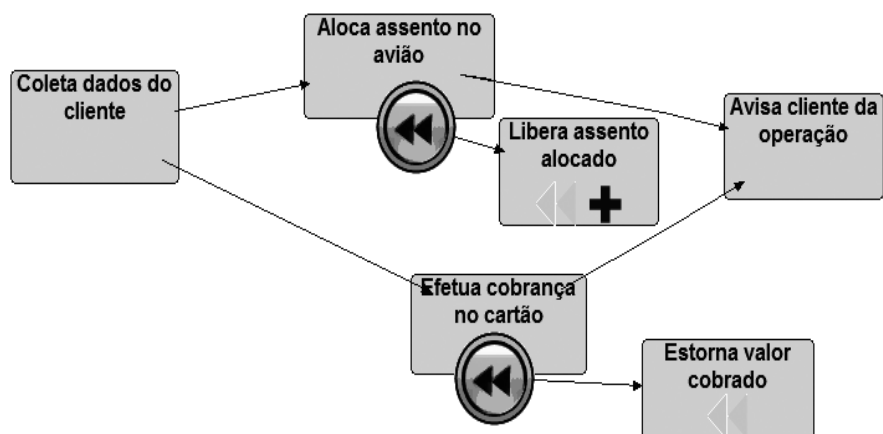 Aloca assento no
avião
Coleta dados do
cliente
Avisa cliente da
operação
Libera assento
alocado
Efetua cobrança
no cartão
Estorna valor
cobrado